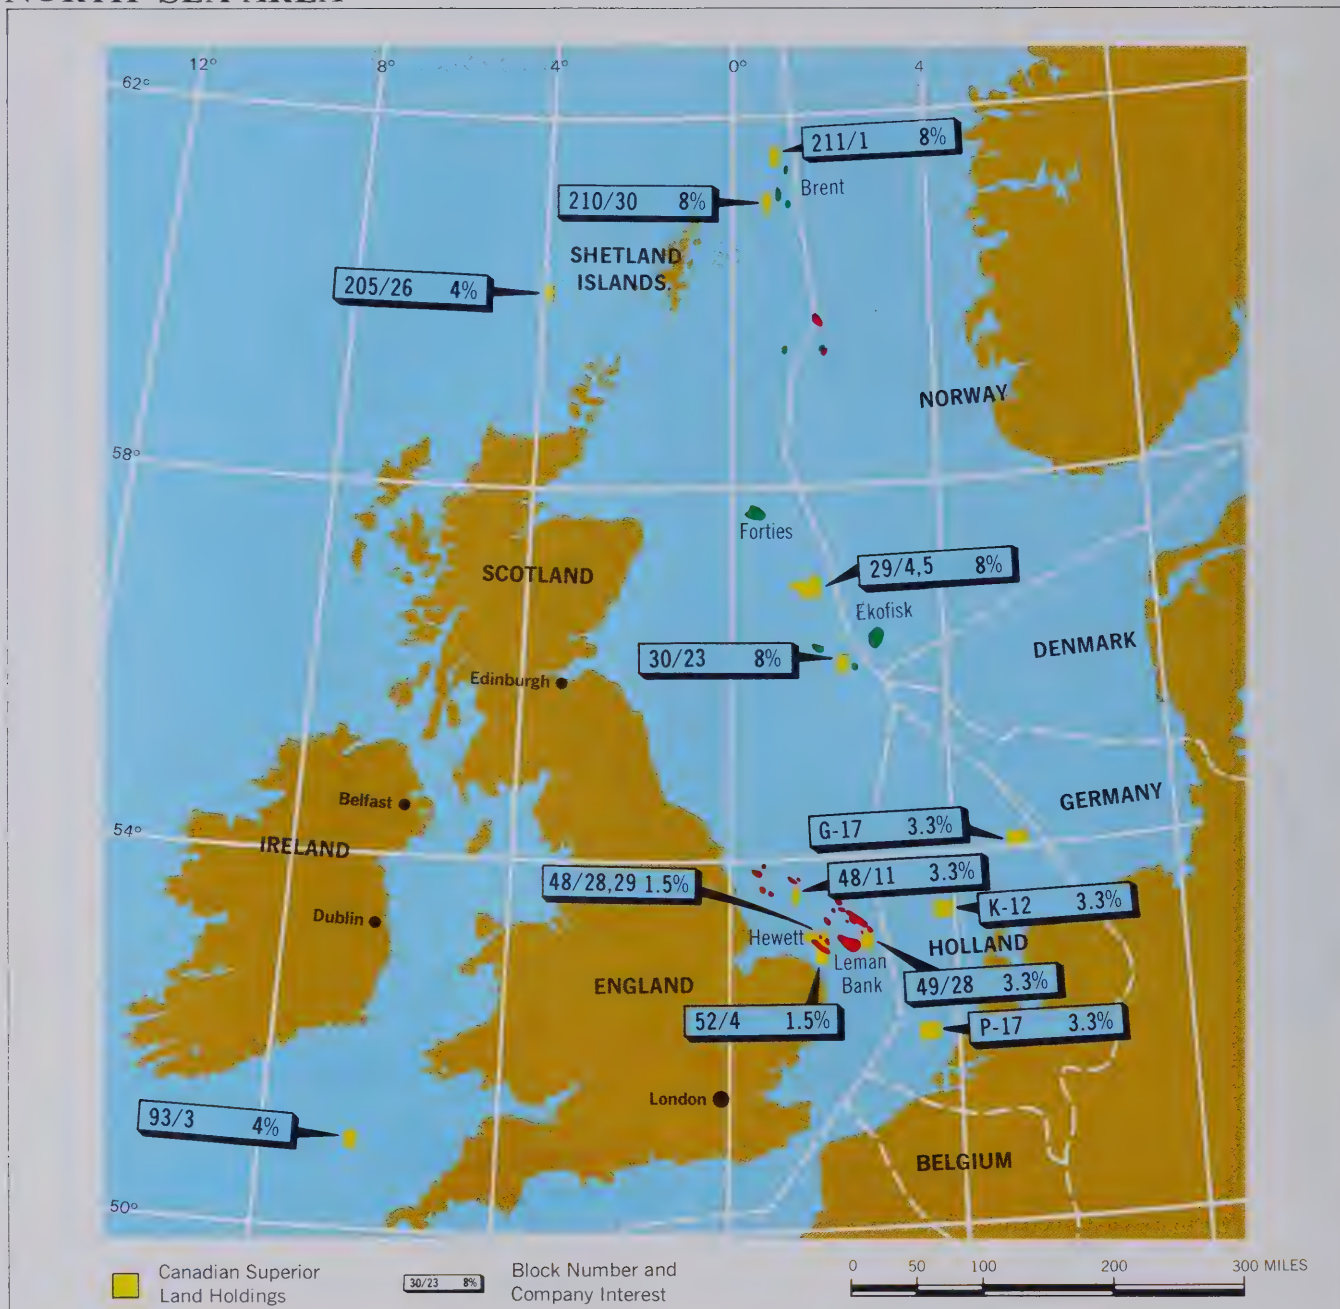 NORTH SEA AREA
12°
8°
4°
0°
4
62°
211/1 8%
Brent
210/30 8%
SHETLAND
ISLANDS.
205/26 4%
NORWAY
58°
Forties
SCOTLAND
29/4,5 8%
Ekofisk
DENMARK
30/23 8%
Edinburgh
GERMANY
Belfast
G-17 3.3%
54°
IRELAND
48/11 3.3%
48/28,29 1.5%
K-12 3.3%
Dublin
Hewett
HOLLAND
Leman
Bank
ENGLAND
49/28 3.3%
52/4 1.5%
P-17 3.3%
London
93/3 4%
BELGIUM
50°
Canadian Superior
Land Holdings
30/23 8%
Block Number and
Company Interest
0 50 100 200 300 MILES